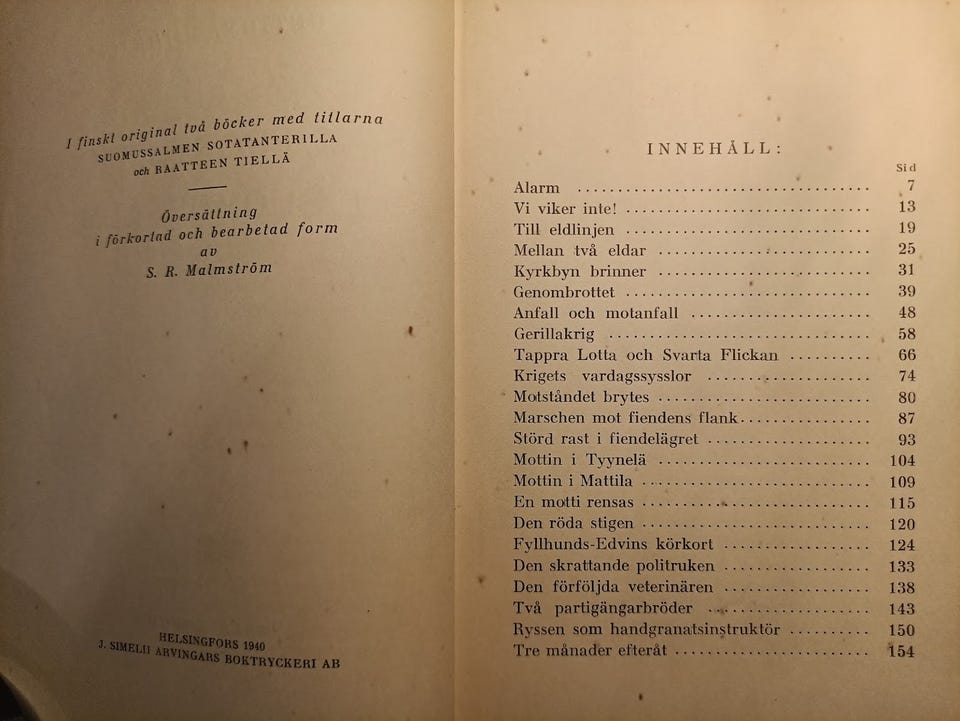 I finskt original två böcker med titlarna
SUOMUSSALMEN SOTATANTERILLA
och RAATTEEN TIELLÄ
Översättning
i förkortad och bearbetad form
av
S. R. Malmström
HELSINGFORS 1940
J. SIMELII ARVINGARS BOKTRYCKERI AB
INNEHÅLL:
Sid
Alarm .................................... 7
Vi viker inte! .............................. 13
Till eldlinjen .............................. 19
Mellan två eldar .......................... 25
Kyrkbyn brinner .......................... 31
Genombrottet .............................. 39
Anfall och motanfall ...................... 48
Gerillakrig ................................ 58
Tappra Lotta och Svarta Flickan .......... 66
Krigets vardagssysslor .................... 74
Motståndet brytes .......................... 80
Marschen mot fiendens flank ................ 87
Störd rast i fiendelägret .................... 93
Mottin i Tyynelä .......................... 104
Mottin i Mattila ............................ 109
En motti rensas ............................ 115
Den röda stigen ............................ 120
Fyllhunds-Edvins körkort .................. 124
Den skrattande politruken .................. 133
Den förföljda veterinären .................. 138
Två partigängarbröder .................... 143
Ryssen som handgranatsinstruktör .......... 150
Tre månader efteråt ........................ 154